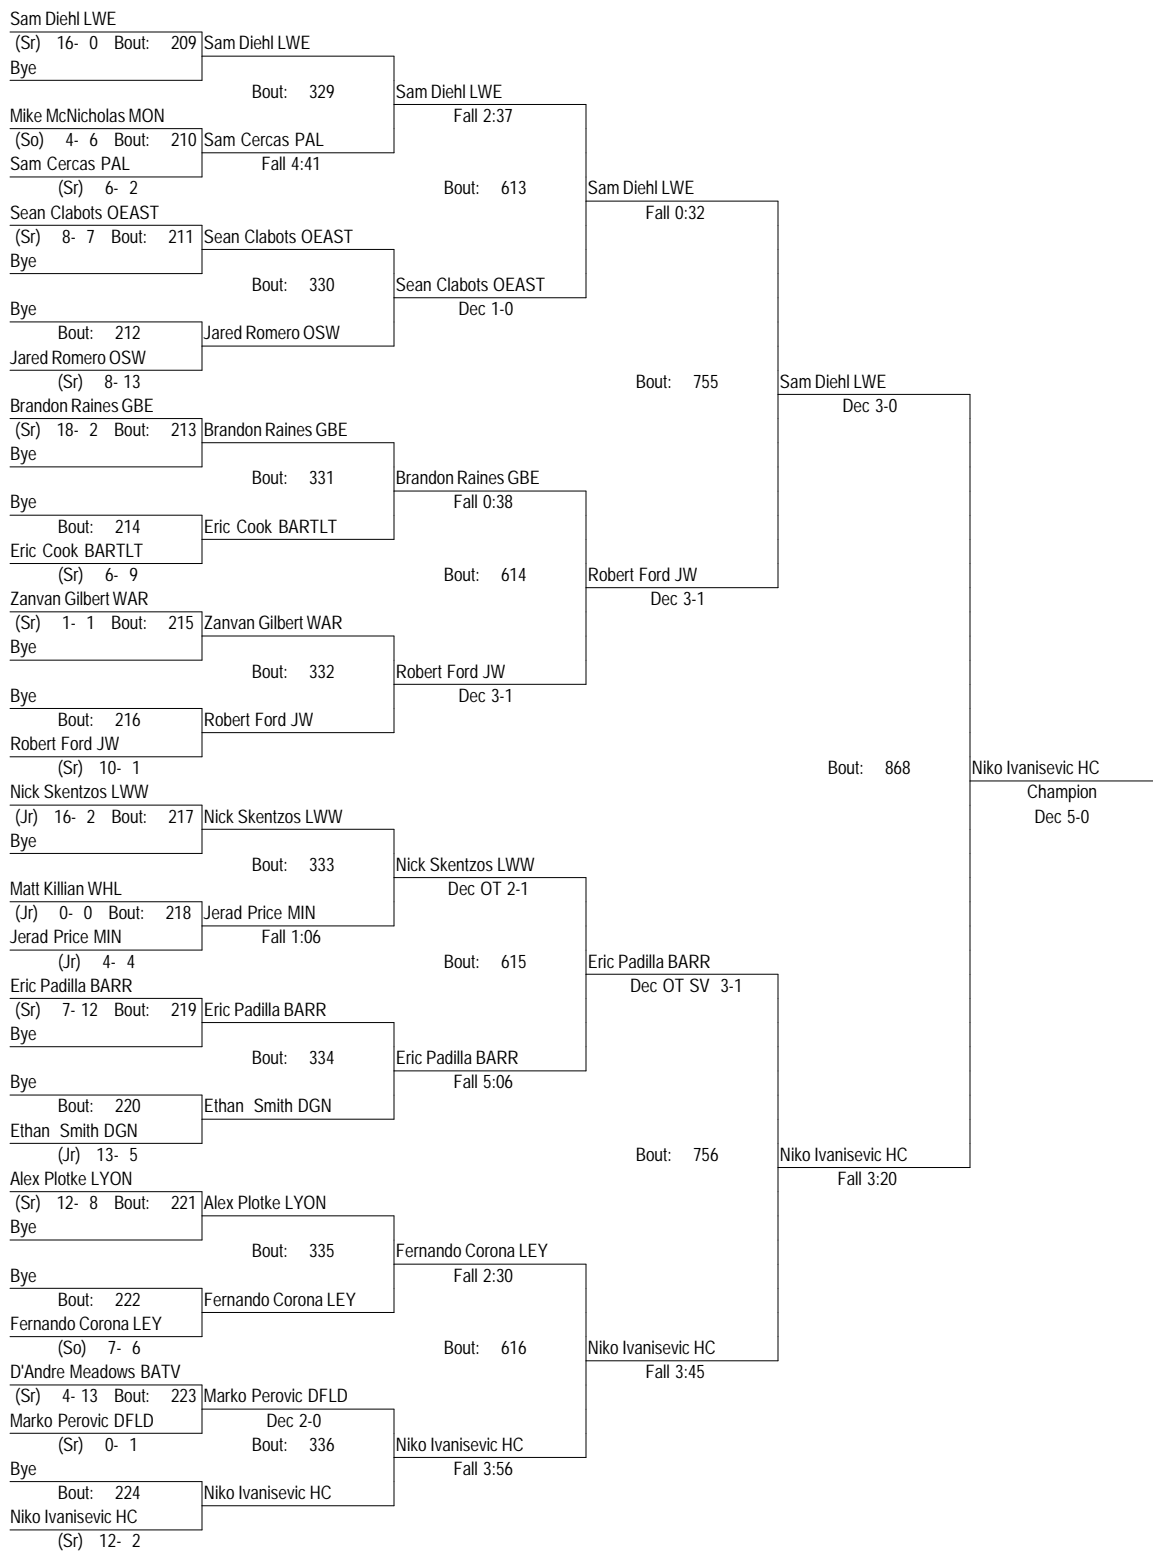 Sam Diehl LWE
(Sr) 16- 0 Bout: 209 Sam Diehl LWE
Bye
Bout: 329 Sam Diehl LWE
Mike McNicholas MON Fall 2:37
(So) 4- 6 Bout: 210 Sam Cercas PAL
Sam Cercas PAL Fall 4:41
(Sr) 6- 2 Bout: 613 Sam Diehl LWE
Sean Clabots OEAST Fall 0:32
(Sr) 8- 7 Bout: 211 Sean Clabots OEAST
Bye
Bout: 330 Sean Clabots OEAST
Bye Dec 1-0
Bout: 212 Jared Romero OSW
Jared Romero OSW
(Sr) 8- 13 Bout: 755 Sam Diehl LWE
Brandon Raines GBE Dec 3-0
(Sr) 18- 2 Bout: 213 Brandon Raines GBE
Bye
Bout: 331 Brandon Raines GBE
Bye Fall 0:38
Bout: 214 Eric Cook BARTLT
Eric Cook BARTLT
(Sr) 6- 9 Bout: 614 Robert Ford JW
Zanvan Gilbert WAR Dec 3-1
(Sr) 1- 1 Bout: 215 Zanvan Gilbert WAR
Bye
Bout: 332 Robert Ford JW
Bye Dec 3-1
Bout: 216 Robert Ford JW
Robert Ford JW
(Sr) 10- 1 Bout: 868 Niko Ivanisevic HC
Nick Skentzos LWW Champion
(Jr) 16- 2 Bout: 217 Nick Skentzos LWW Dec 5-0
Bye
Bout: 333 Nick Skentzos LWW
Matt Killian WHL Dec OT 2-1
(Jr) 0- 0 Bout: 218 Jerad Price MIN
Jerad Price MIN Fall 1:06
(Jr) 4- 4 Bout: 615 Eric Padilla BARR
Eric Padilla BARR Dec OT SV 3-1
(Sr) 7- 12 Bout: 219 Eric Padilla BARR
Bye
Bout: 334 Eric Padilla BARR
Bye Fall 5:06
Bout: 220 Ethan Smith DGN
Ethan Smith DGN
(Jr) 13- 5 Bout: 756 Niko Ivanisevic HC
Alex Plotke LYON Fall 3:20
(Sr) 12- 8 Bout: 221 Alex Plotke LYON
Bye
Bout: 335 Fernando Corona LEY
Bye Fall 2:30
Bout: 222 Fernando Corona LEY
Fernando Corona LEY
(So) 7- 6 Bout: 616 Niko Ivanisevic HC
D'Andre Meadows BATV Fall 3:45
(Sr) 4- 13 Bout: 223 Marko Perovic DFLD
Marko Perovic DFLD Dec 2-0
(Sr) 0- 1 Bout: 336 Niko Ivanisevic HC
Bye Fall 3:56
Bout: 224 Niko Ivanisevic HC
Niko Ivanisevic HC
(Sr) 12- 2